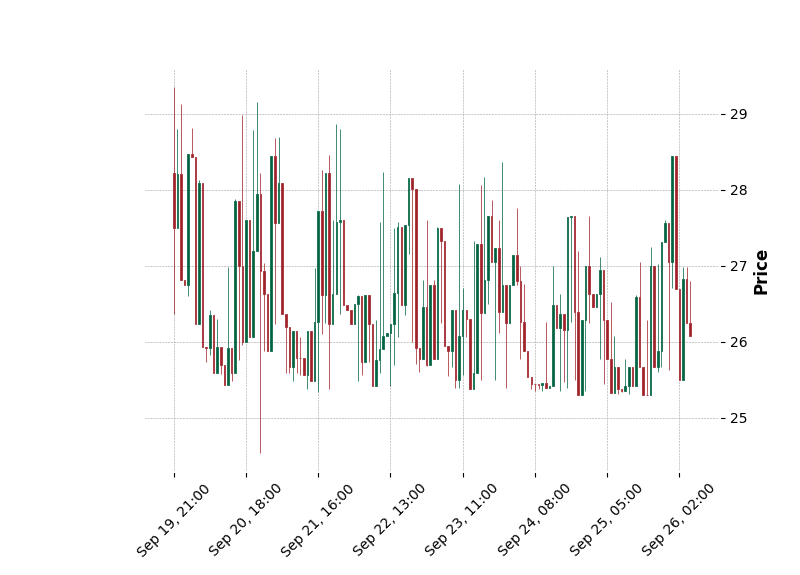 29
28
27
26
25
Price
Sep 19, 21:00
Sep 20, 18:00
Sep 21, 16:00
Sep 22, 13:00
Sep 23, 11:00
Sep 24, 08:00
Sep 25, 05:00
Sep 26, 02:00